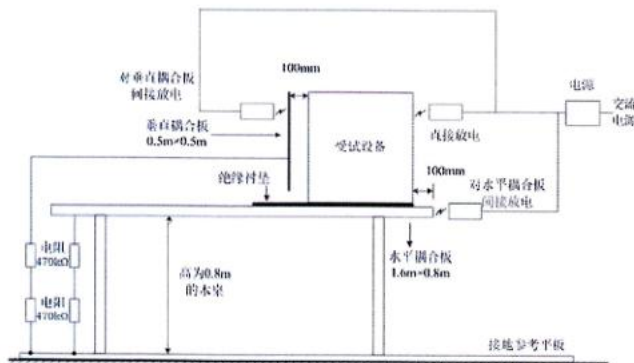 100mm
对垂直耦合板
间接放电
电源
交流
电源
垂直耦合板
0.5m×0.5m
受试设备
直接放电
绝缘衬垫
100mm
对水平耦合板
间接放电
电阻
470kΩ
高为0.8m
的木桌
水平耦合板
1.6m×0.8m
电阻
470kΩ
接地参考平板